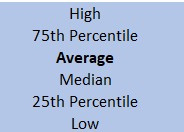 High
75th Percentile
Average
Median
25th Percentile
Low